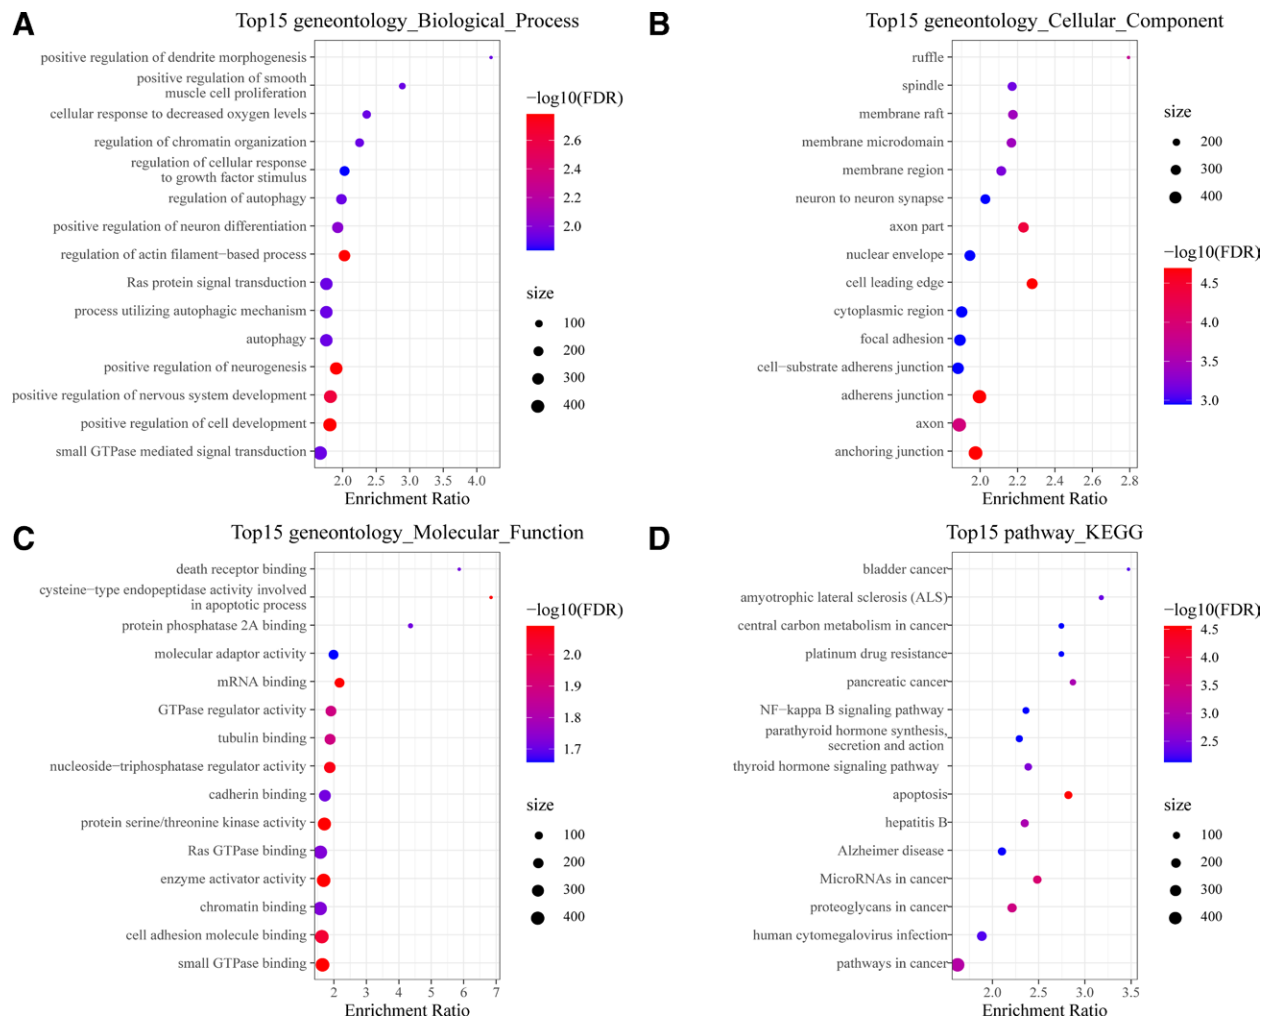 A
Top15 geneontology_Biological_Process
positive regulation of dendrite morphogenesis
positive regulation of smooth
muscle cell proliferation
cellular response to decreased oxygen levels
regulation of chromatin organization
regulation of cellular response
to growth factor stimulus
regulation of autophagy
positive regulation of neuron differentiation
regulation of actin filament−based process
Ras protein signal transduction
process utilizing autophagic mechanism
autophagy
positive regulation of neurogenesis
positive regulation of nervous system development
positive regulation of cell development
small GTPase mediated signal transduction
2.0 2.5 3.0 3.5 4.0
Enrichment Ratio
−log10(FDR)
2.6
2.4
2.2
2.0
size
100
200
300
400
B
Top15 geneontology_Cellular_Component
ruffle
spindle
membrane raft
membrane microdomain
membrane region
neuron to neuron synapse
axon part
nuclear envelope
cell leading edge
cytoplasmic region
focal adhesion
cell−substrate adherens junction
adherens junction
axon
anchoring junction
2.0 2.2 2.4 2.6 2.8
Enrichment Ratio
size
200
300
400
−log10(FDR)
4.5
4.0
3.5
3.0
C
Top15 geneontology_Molecular_Function
death receptor binding
cysteine−type endopeptidase activity involved
in apoptotic process
protein phosphatase 2A binding
molecular adaptor activity
mRNA binding
GTPase regulator activity
tubulin binding
nucleoside−triphosphatase regulator activity
cadherin binding
protein serine/threonine kinase activity
Ras GTPase binding
enzyme activator activity
chromatin binding
cell adhesion molecule binding
small GTPase binding
2 3 4 5 6 7
Enrichment Ratio
−log10(FDR)
2.0
1.9
1.8
1.7
size
100
200
300
400
D
Top15 pathway_KEGG
bladder cancer
amyotrophic lateral sclerosis (ALS)
central carbon metabolism in cancer
platinum drug resistance
pancreatic cancer
NF−kappa B signaling pathway
parathyroid hormone synthesis,
secretion and action
thyroid hormone signaling pathway
apoptosis
hepatitis B
Alzheimer disease
MicroRNAs in cancer
proteoglycans in cancer
human cytomegalovirus infection
pathways in cancer
2.0 2.5 3.0 3.5
Enrichment Ratio
−log10(FDR)
4.5
4.0
3.5
3.0
2.5
size
100
200
300
400